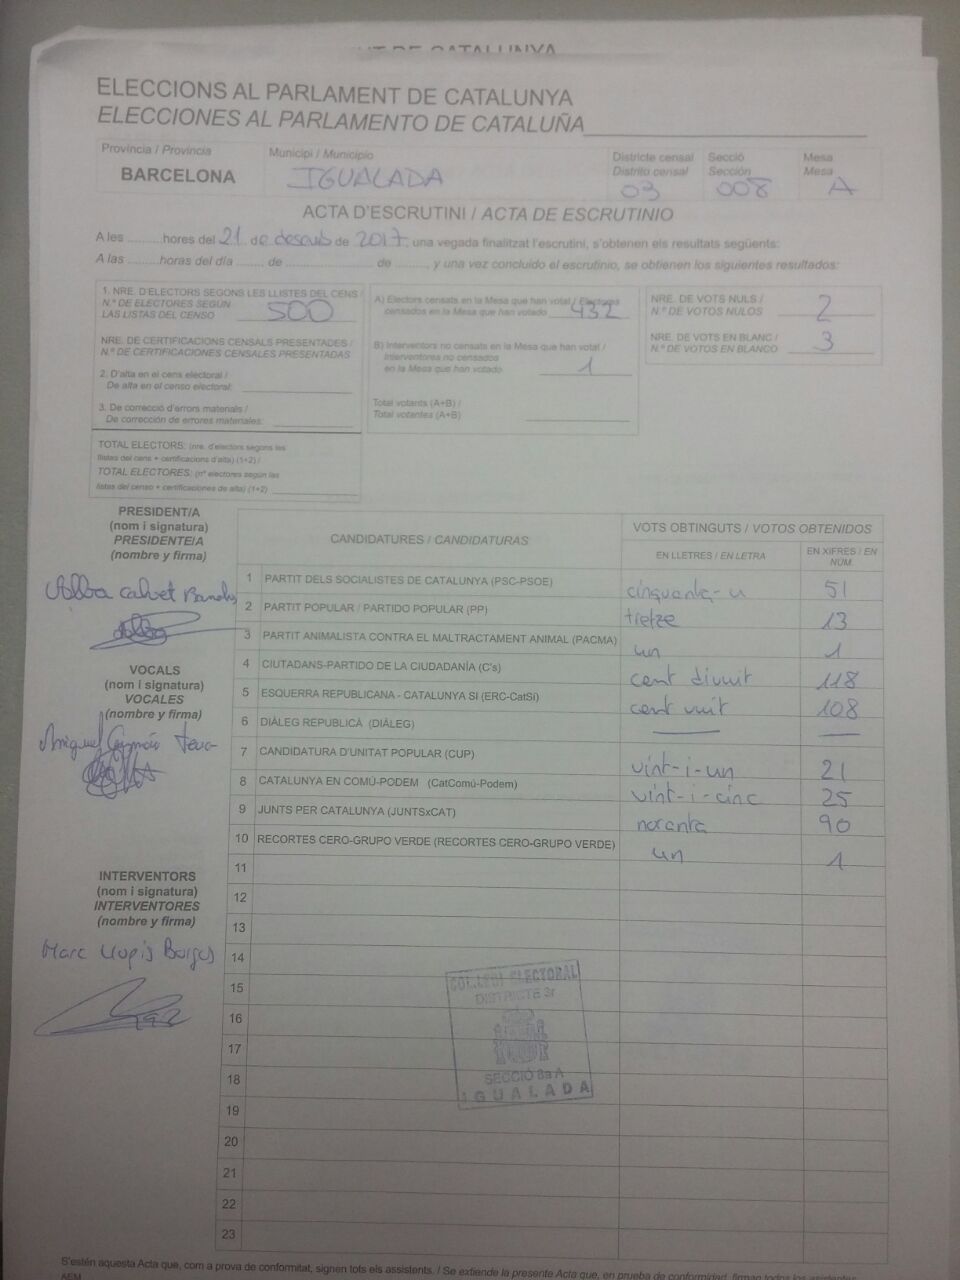 ELECCIONS AL PARLAMENT DE CATALUNYA
ELECCIONES AL PARLAMENTO DE CATALUÑA
Província / Provincia
BARCELONA
Municipi / Municipio
IGUALADA
Districte censal
Distrito censal
03
Secció
Sección
008
Mesa
Mesa
A
ACTA D'ESCRUTINI / ACTA DE ESCRUTINIO
A les ..........hores del 21 de desemb de 2017, una vegada finalitzat l'escrutini, s'obtenen els resultats següents:
A las ..........horas del día ........ de .......................... de ........., y una vez concluido el escrutinio, se obtienen los siguientes resultados:
1. NRE. D'ELECTORS SEGONS LES LLISTES DEL CENS /
N.º DE ELECTORES SEGÚN
LAS LISTAS DEL CENSO
500
NRE. DE CERTIFICACIONS CENSALS PRESENTADES /
N.º DE CERTIFICACIONES CENSALES PRESENTADAS
2. D'alta en el cens electoral /
De alta en el censo electoral:
3. De correcció d'errors materials /
De corrección de errores materiales:
TOTAL ELECTORS: (nre. d'electors segons les
llistes del cens + certificacions d'alta) (1+2) /
TOTAL ELECTORES: (nº electores según las
listas del censo + certificaciones de alta) (1+2)
A) Electors censats en la Mesa que han votat / Electores
censados en la Mesa que han votado
432
B) Interventors no censats en la Mesa que han votat /
Interventores no censados
en la Mesa que han votado
1
Total votants (A+B) /
Total votantes (A+B)
NRE. DE VOTS NULS /
N.º DE VOTOS NULOS
2
NRE. DE VOTS EN BLANC /
N.º DE VOTOS EN BLANCO
3
PRESIDENT/A
(nom i signatura)
PRESIDENTE/A
(nombre y firma)
Alba Calvet
VOCALS
(nom i signatura)
VOCALES
(nombre y firma)
Miquel
INTERVENTORS
(nom i signatura)
INTERVENTORES
(nombre y firma)
Marc Llopis
CANDIDATURES / CANDIDATURAS
VOTS OBTINGUTS / VOTOS OBTENIDOS
EN LLETRES / EN LETRA
EN XIFRES / EN NÚM.
1 PARTIT DELS SOCIALISTES DE CATALUNYA (PSC-PSOE) cinquanta-u 51
2 PARTIT POPULAR / PARTIDO POPULAR (PP) tretze 13
3 PARTIT ANIMALISTA CONTRA EL MALTRACTAMENT ANIMAL (PACMA) un 1
4 CIUTADANS-PARTIDO DE LA CIUDADANÍA (C's) cent divuit 118
5 ESQUERRA REPUBLICANA - CATALUNYA SÍ (ERC-CatSí) cent vuit 108
6 DIÀLEG REPUBLICÀ (DIÀLEG)
7 CANDIDATURA D'UNITAT POPULAR (CUP) vint-i-un 21
8 CATALUNYA EN COMÚ-PODEM (CatComú-Podem) vint-i-cinc 25
9 JUNTS PER CATALUNYA (JUNTSxCAT) noranta 90
10 RECORTES CERO-GRUPO VERDE (RECORTES CERO-GRUPO VERDE) un 1
11
12
13
14
15
16
17
18
19
20
21
22
23
COL·LEGI ELECTORAL
DISTRICTE 3r
SECCIÓ 8a A
IGUALADA
S'estén aquesta Acta que, com a prova de conformitat, signen tots els assistents. / Se extiende la presente Acta que, en prueba de conformidad, firman todos los